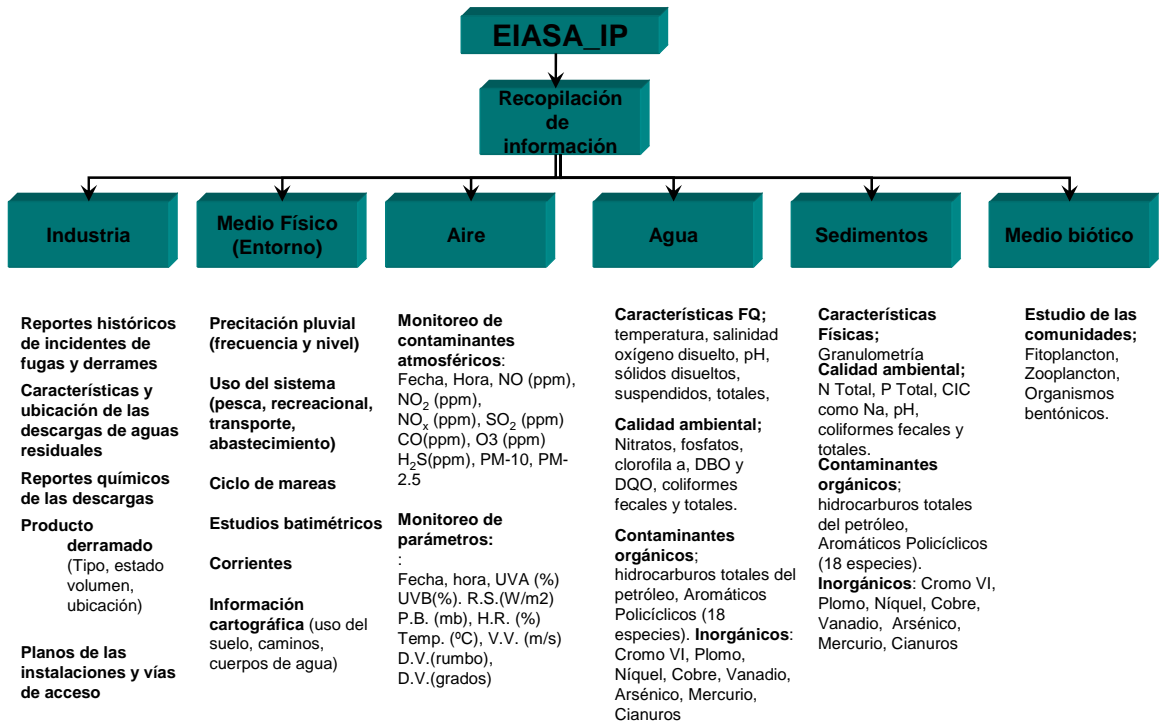 EIASA_IP
Recopilación
de
información
Industria
Medio Físico
(Entorno)
Aire
Agua
Sedimentos
Medio biótico
Reportes históricos
de incidentes de
fugas y derrames
Características y
ubicación de las
descargas de aguas
residuales
Reportes químicos
de las descargas
Producto
derramado
(Tipo, estado
volumen,
ubicación)
Planos de las
instalaciones y vías
de acceso
Precitación pluvial
(frecuencia y nivel)
Uso del sistema
(pesca, recreacional,
transporte,
abastecimiento)
Ciclo de mareas
Estudios batimétricos
Corrientes
Información
cartográfica (uso del
suelo, caminos,
cuerpos de agua)
Monitoreo de
contaminantes
atmosféricos:
Fecha, Hora, NO (ppm),
NO2 (ppm),
NOx (ppm), SO2 (ppm)
CO(ppm), O3 (ppm)
H2S(ppm), PM-10, PM-
2.5
Monitoreo de
parámetros:
:
Fecha, hora, UVA (%)
UVB(%). R.S.(W/m2)
P.B. (mb), H.R. (%)
Temp. (ºC), V.V. (m/s)
D.V.(rumbo),
D.V.(grados)
Características FQ;
temperatura, salinidad
oxígeno disuelto, pH,
sólidos disueltos,
suspendidos, totales,
Calidad ambiental;
Nitratos, fosfatos,
clorofila a, DBO y
DQO, coliformes
fecales y totales.
Contaminantes
orgánicos;
hidrocarburos totales del
petróleo, Aromáticos
Policíclicos (18
especies). Inorgánicos:
Cromo VI, Plomo,
Níquel, Cobre, Vanadio,
Arsénico, Mercurio,
Cianuros
Características
Físicas;
Granulometría
Calidad ambiental;
N Total, P Total, CIC
como Na, pH,
coliformes fecales y
totales.
Contaminantes
orgánicos;
hidrocarburos totales
del petróleo,
Aromáticos Policíclicos
(18 especies).
Inorgánicos: Cromo VI,
Plomo, Níquel, Cobre,
Vanadio, Arsénico,
Mercurio, Cianuros
Estudio de las
comunidades;
Fitoplancton,
Zooplancton,
Organismos
bentónicos.